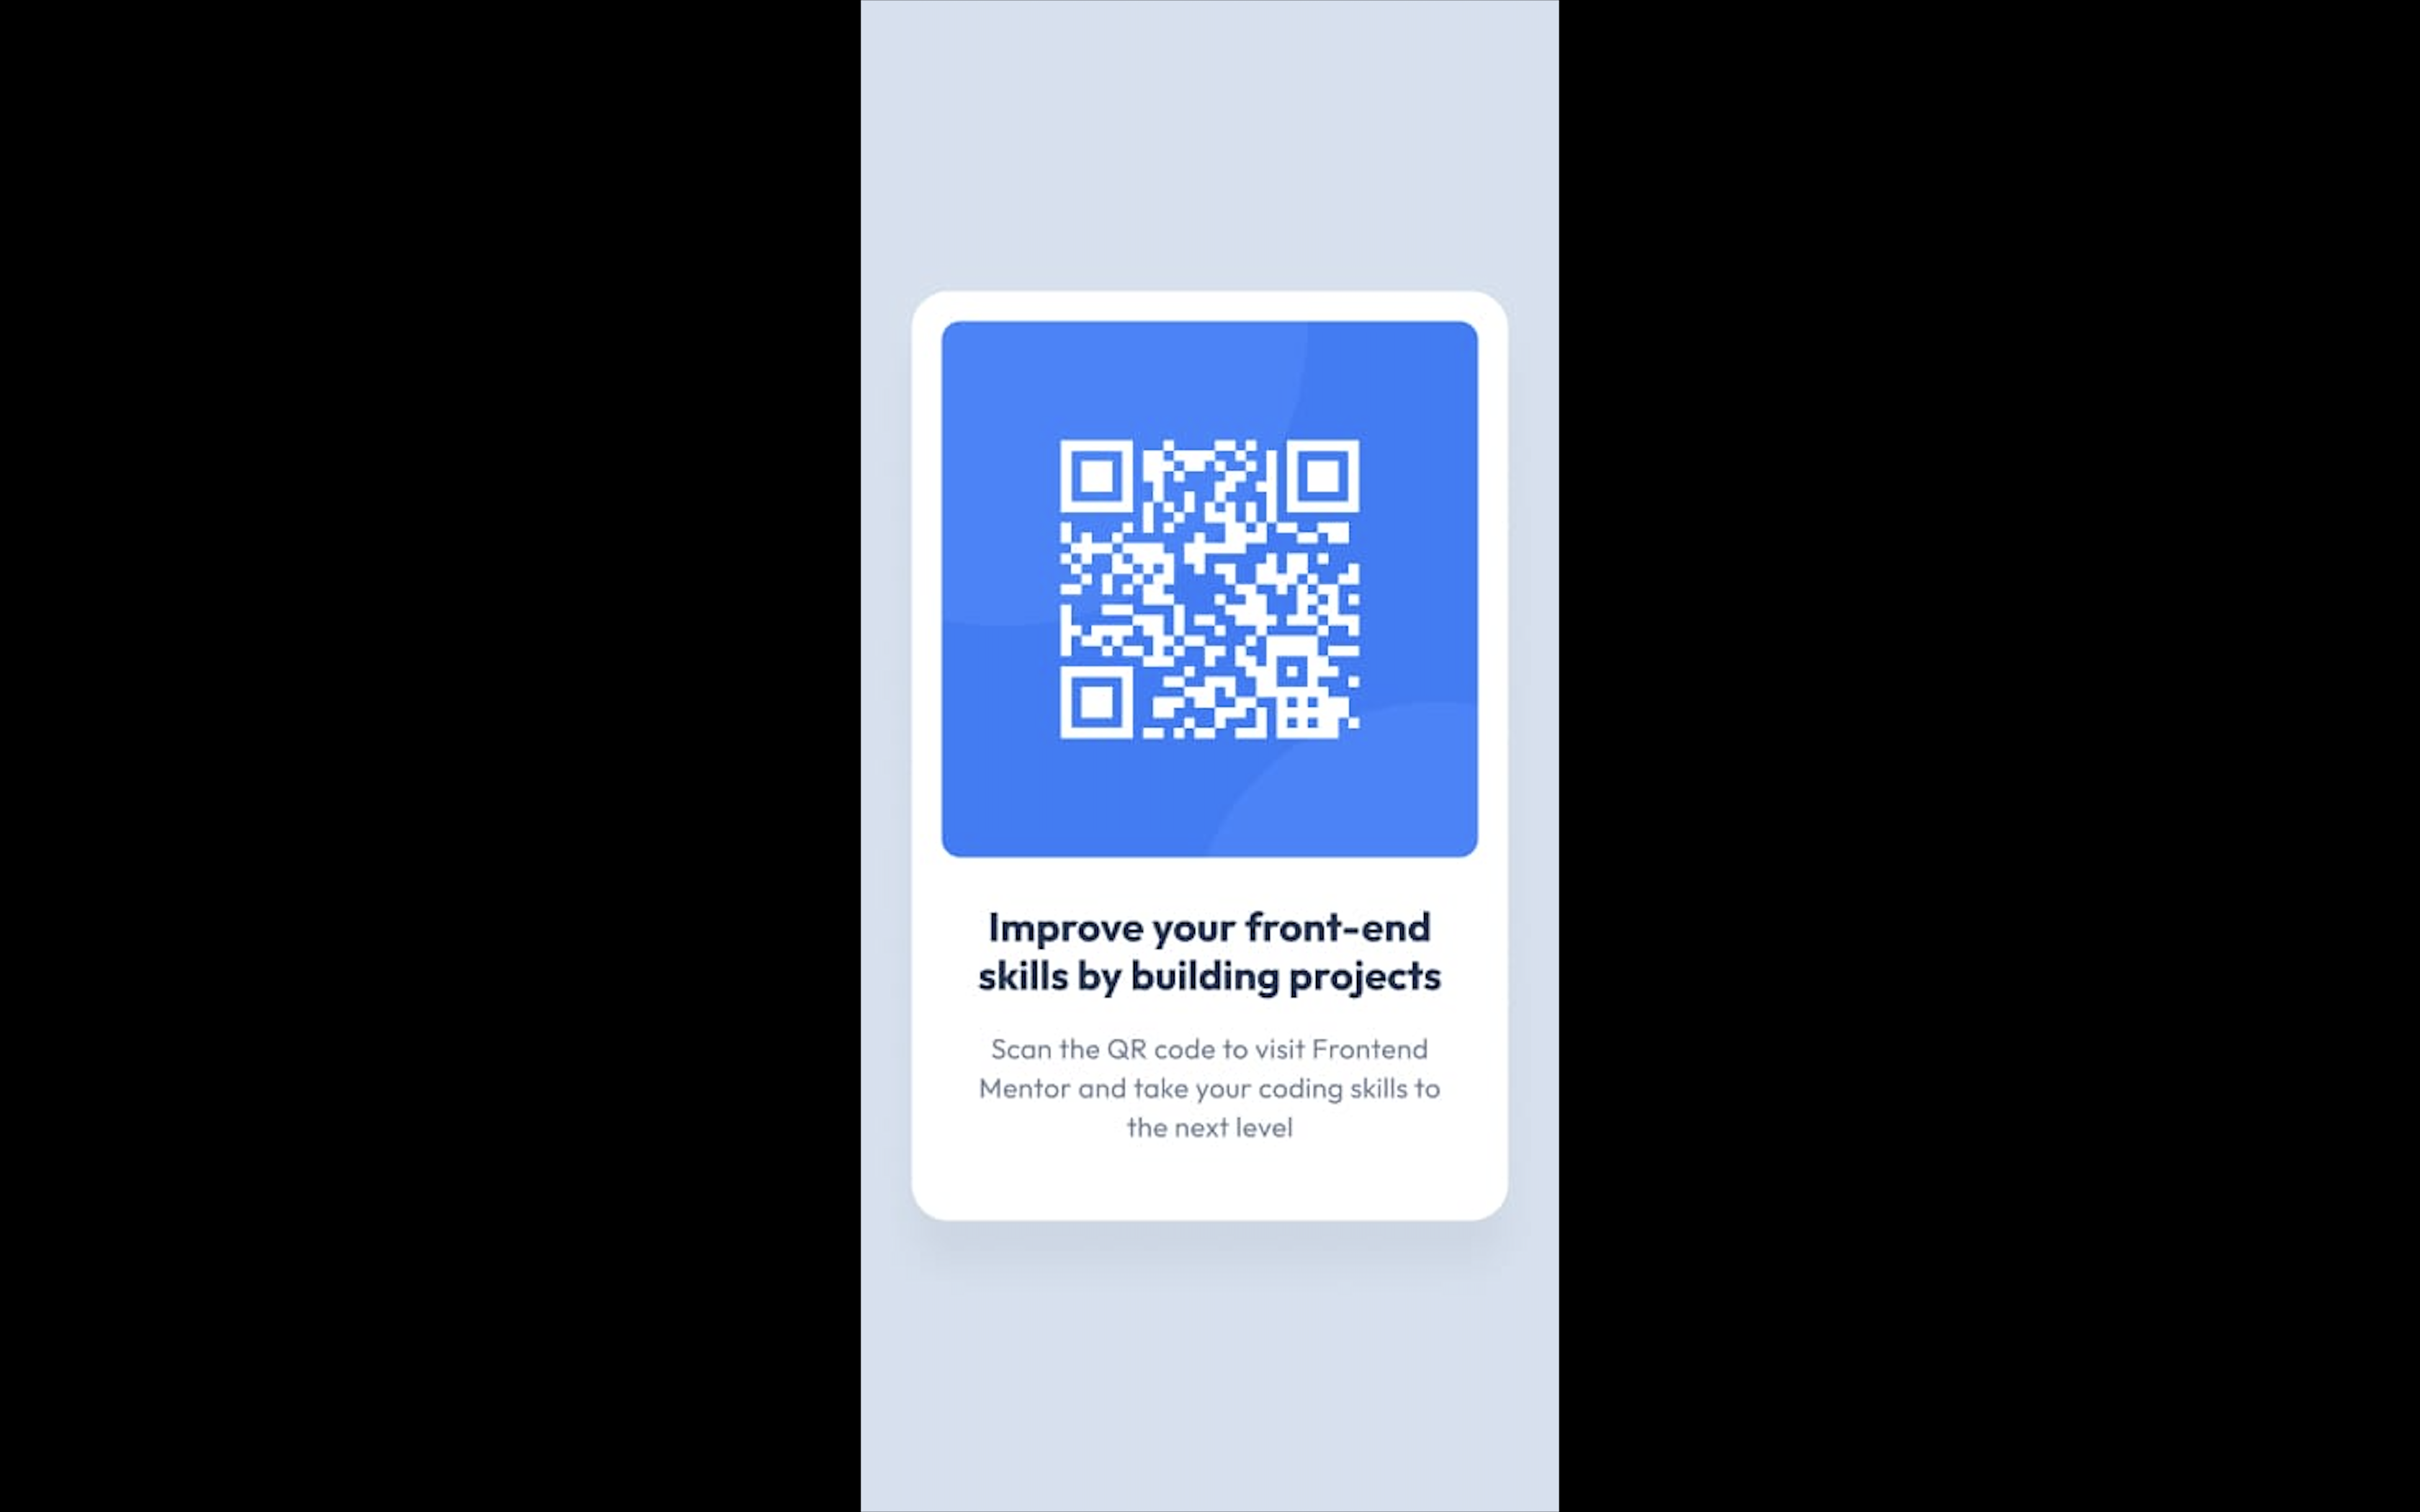 Improve your front-end
skills by building projects
Scan the QR code to visit Frontend
Mentor and take your coding skills to
the next level